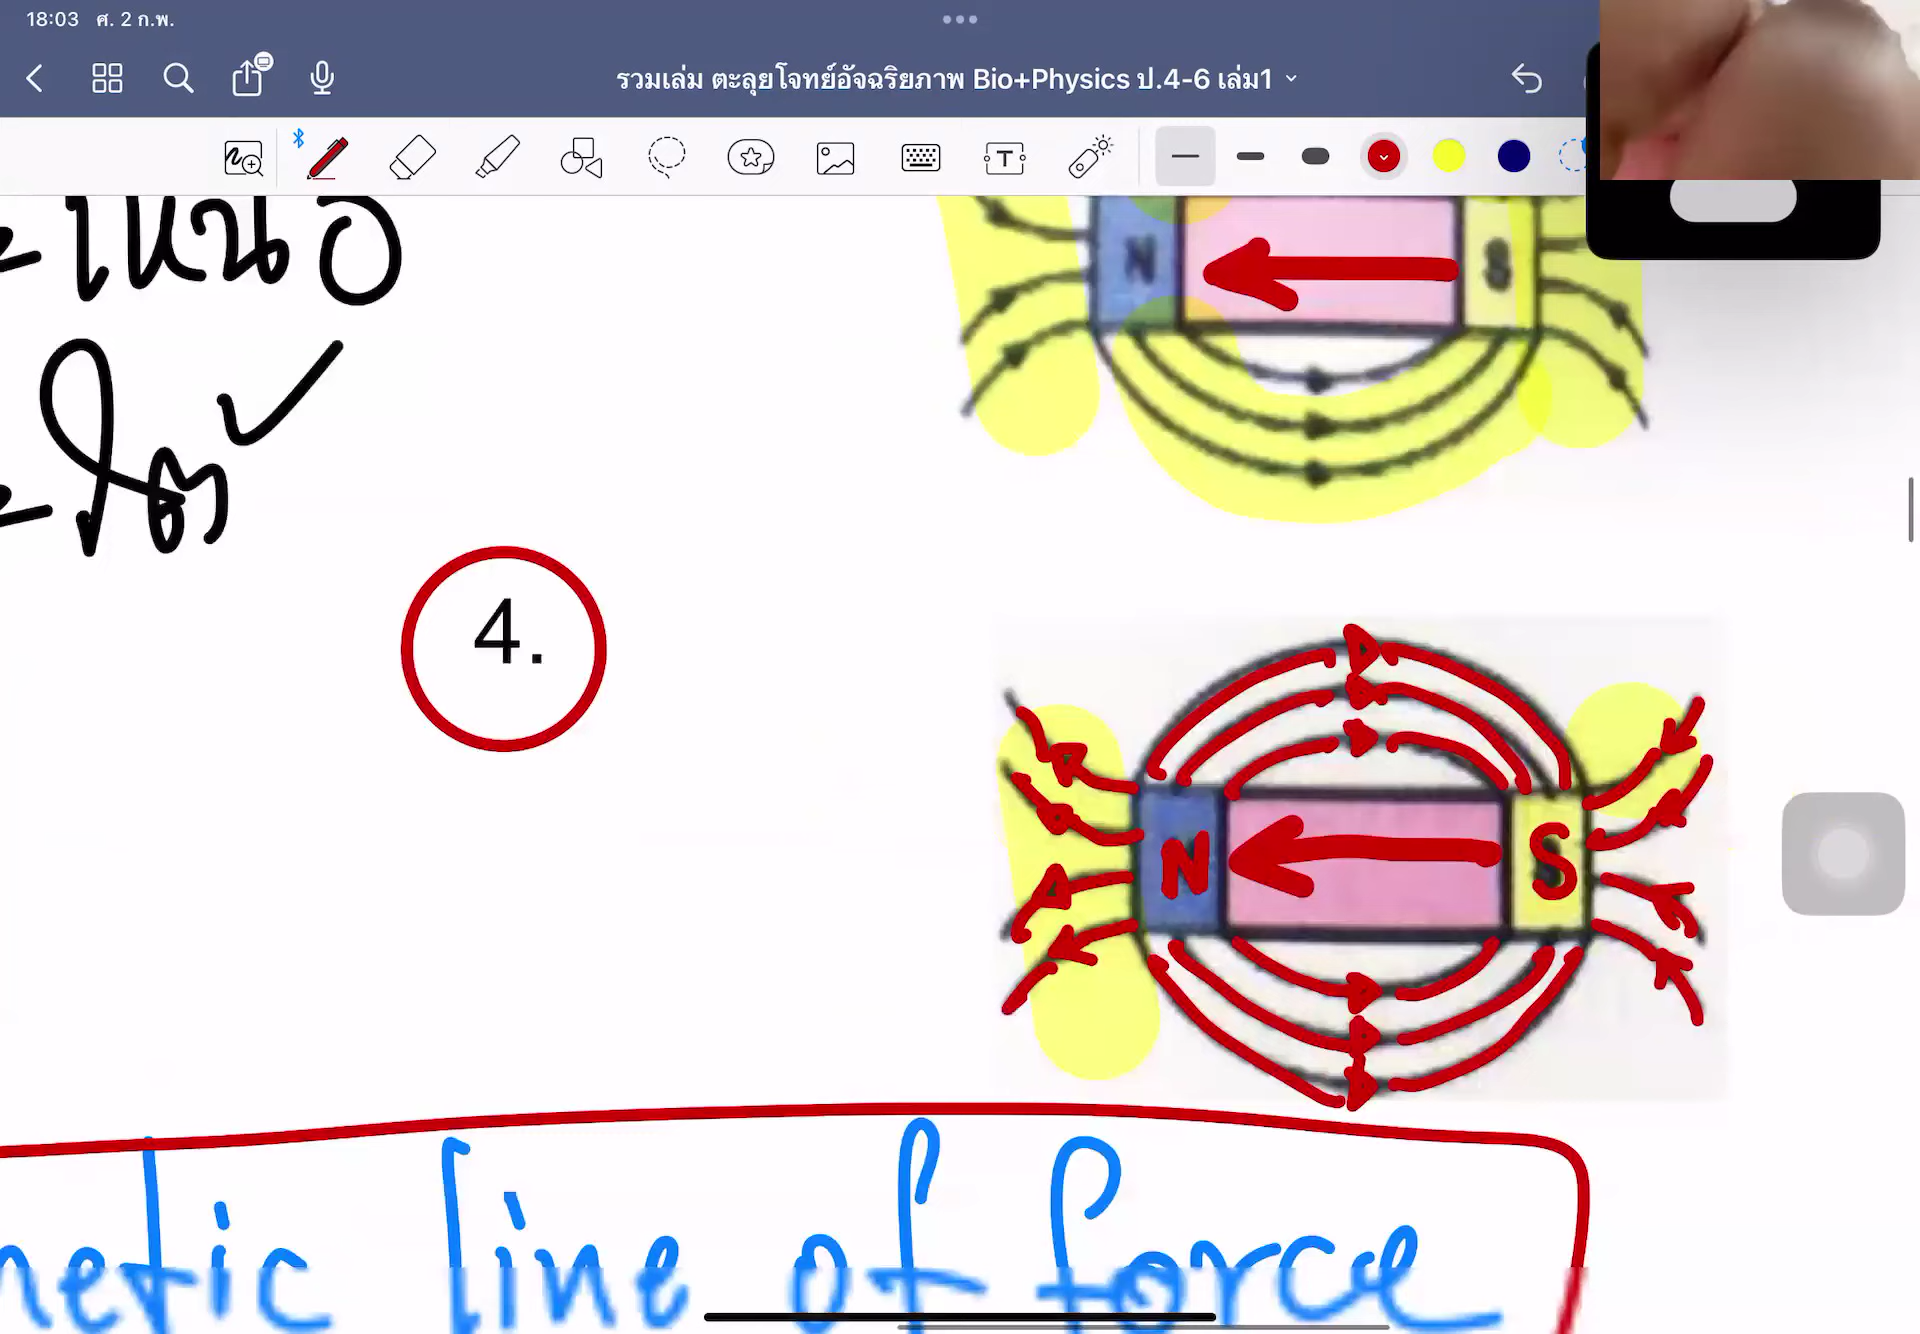 18:03 ศ. 2 ก.พ.
รวมเล่ม ตะลุยโจทย์อัจฉริยภาพ Bio+Physics ป.4-6 เล่ม1
T
N S
เหนือ
ใต้
4.
N S
netic line of force